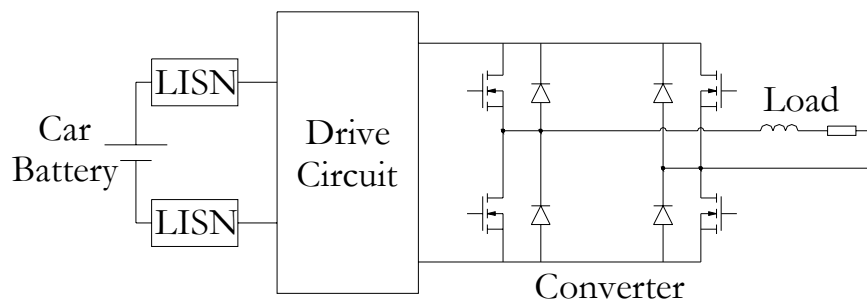 LISN
Car
Battery
LISN
Drive
Circuit
Load
Converter